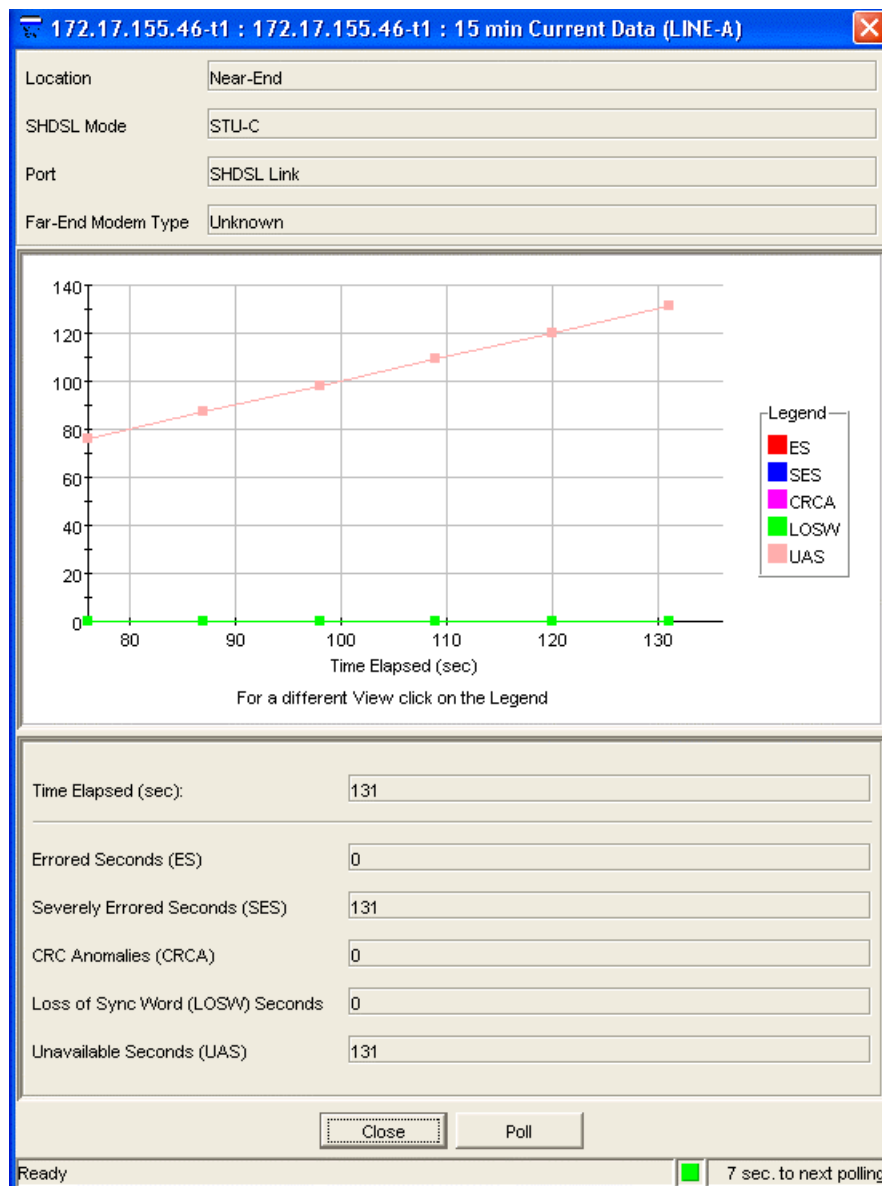 172.17.155.46-t1 : 172.17.155.46-t1 : 15 min Current Data (LINE-A)
Location Near-End
SHDSL Mode STU-C
Port SHDSL Link
Far-End Modem Type Unknown
140
120
100
80
60
40
20
0
80 90 100 110 120 130
Time Elapsed (sec)
For a different View click on the Legend
Legend
ES
SES
CRCA
LOSW
UAS
Time Elapsed (sec): 131
Errored Seconds (ES) 0
Severely Errored Seconds (SES) 131
CRC Anomalies (CRCA) 0
Loss of Sync Word (LOSW) Seconds 0
Unavailable Seconds (UAS) 131
Close Poll
Ready 7 sec. to next polling